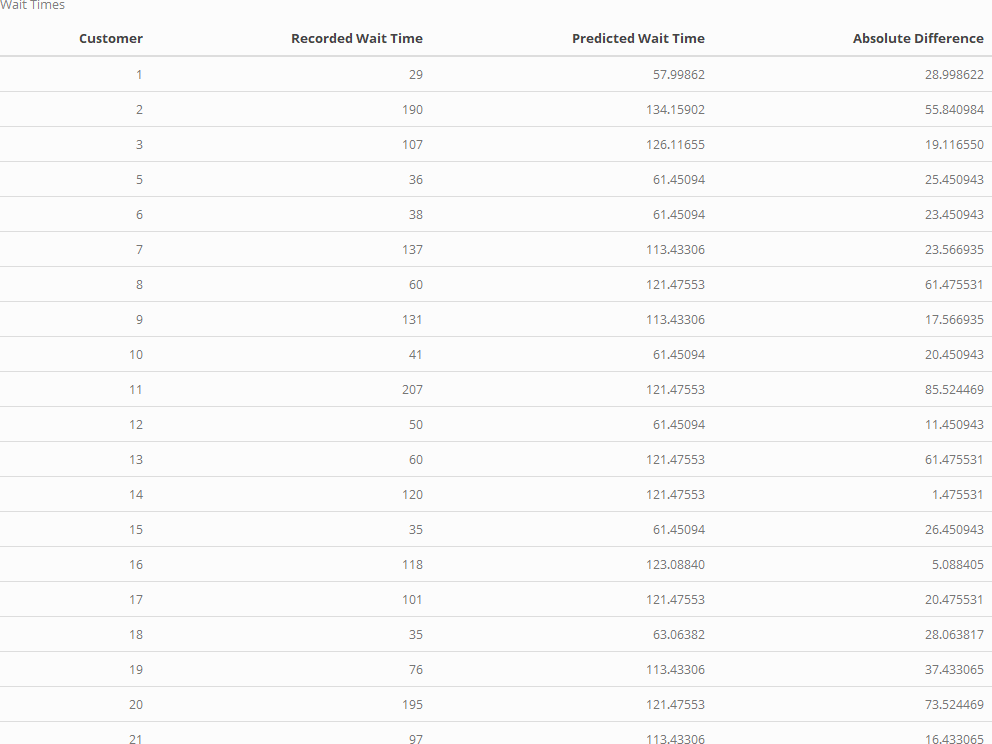 Wait Times
Customer Recorded Wait Time Predicted Wait Time Absolute Difference
1 29 57.99862 28.998622
2 190 134.15902 55.840984
3 107 126.11655 19.116550
5 36 61.45094 25.450943
6 38 61.45094 23.450943
7 137 113.43306 23.566935
8 60 121.47553 61.475531
9 131 113.43306 17.566935
10 41 61.45094 20.450943
11 207 121.47553 85.524469
12 50 61.45094 11.450943
13 60 121.47553 61.475531
14 120 121.47553 1.475531
15 35 61.45094 26.450943
16 118 123.08840 5.088405
17 101 121.47553 20.475531
18 35 63.06382 28.063817
19 76 113.43306 37.433065
20 195 121.47553 73.524469
21 97 113.43306 16.433065